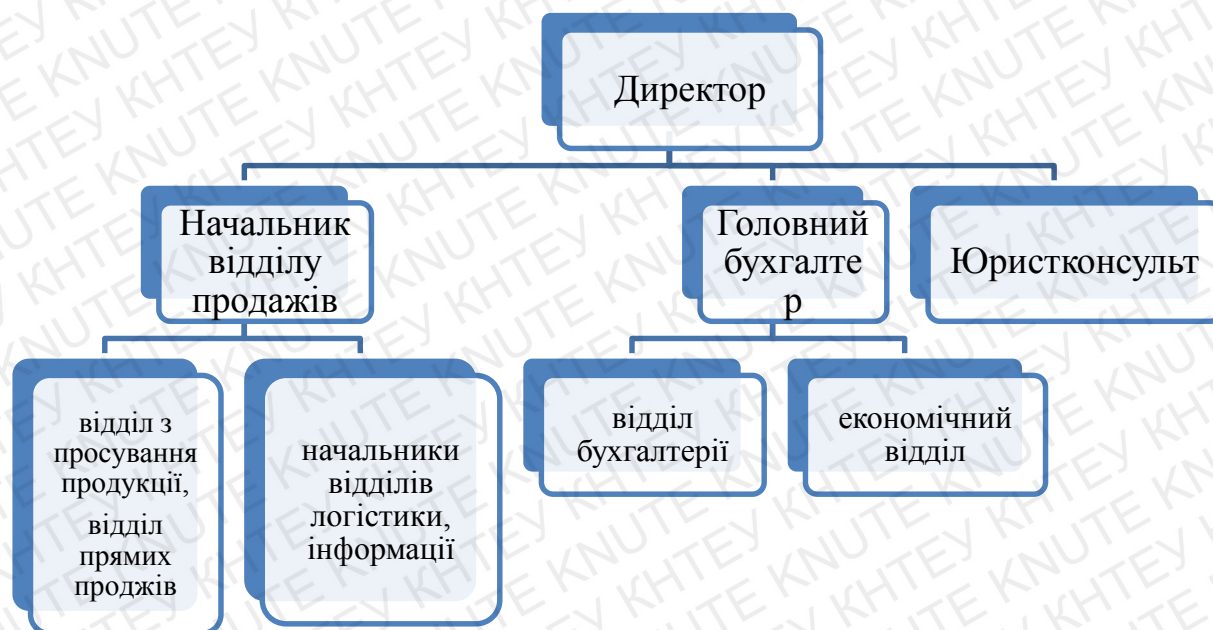 Директор
Начальник
відділу
продажів
Головний
бухгалте
р
Юристконсульт
відділ з
просування
продукції,
відділ
прямих
проджів
начальники
відділів
логістики,
інформації
відділ
бухгалтерії
економічний
відділ